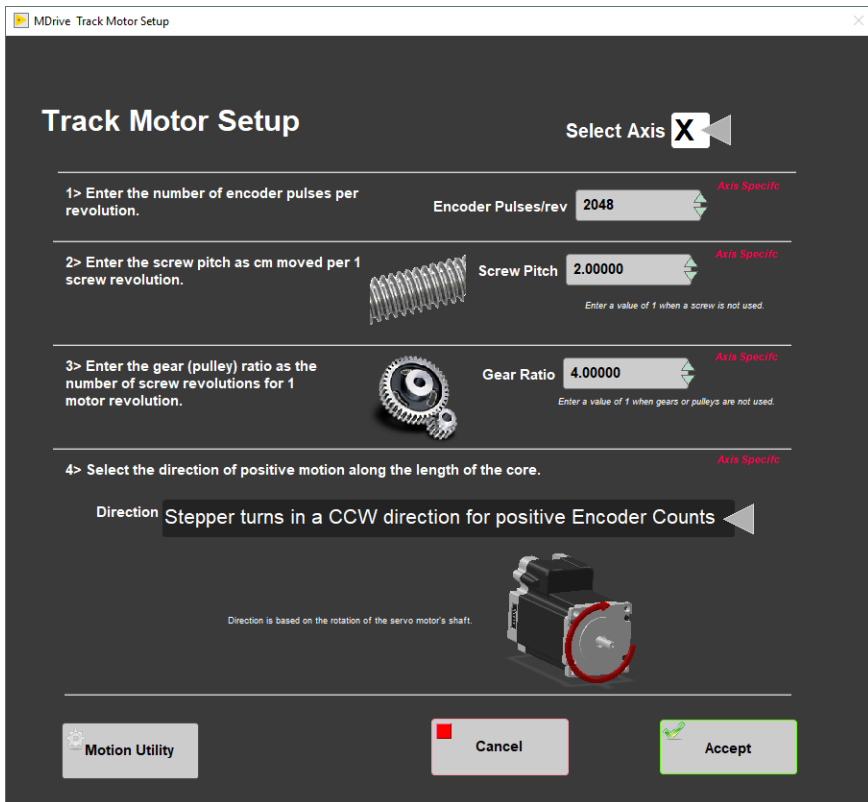 MDrive Track Motor Setup
Track Motor Setup
Select Axis X
1> Enter the number of encoder pulses per
revolution.
Encoder Pulses/rev 2048
Axis Specifc
2> Enter the screw pitch as cm moved per 1
screw revolution.
Screw Pitch 2.00000
Axis Specifc
Enter a value of 1 when a screw is not used.
3> Enter the gear (pulley) ratio as the
number of screw revolutions for 1
motor revolution.
Gear Ratio 4.00000
Axis Specifc
Enter a value of 1 when gears or pulleys are not used.
4> Select the direction of positive motion along the length of the core.
Axis Specifc
Direction Stepper turns in a CCW direction for positive Encoder Counts
Direction is based on the rotation of the servo motor's shaft.
Motion Utility
Cancel
Accept